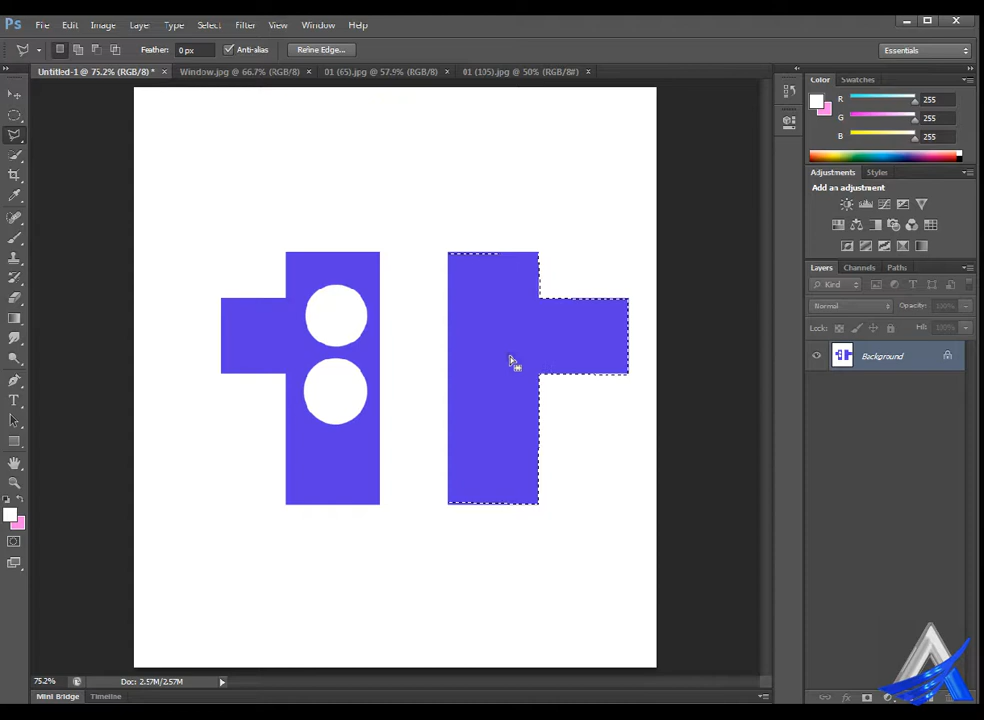 Ps File Edit Image Layer Type Select Filter View Window Help
Feather: 0 px Anti-alias Refine Edge... Essentials
Untitled-1 @ 75.2% (RGB/8) * × Window.jpg @ 66.7% (RGB/8) × 01 (65).jpg @ 57.9% (RGB/8) × 01 (105).jpg @ 50% (RGB/8#) ×
Color Swatches
R 255
G 255
B 255
Adjustments Styles
Add an adjustment
Layers Channels Paths
Kind
Normal Opacity: 100%
Lock: Fill: 100%
Background
75.2% Doc: 2.57M/2.57M
Mini Bridge Timeline